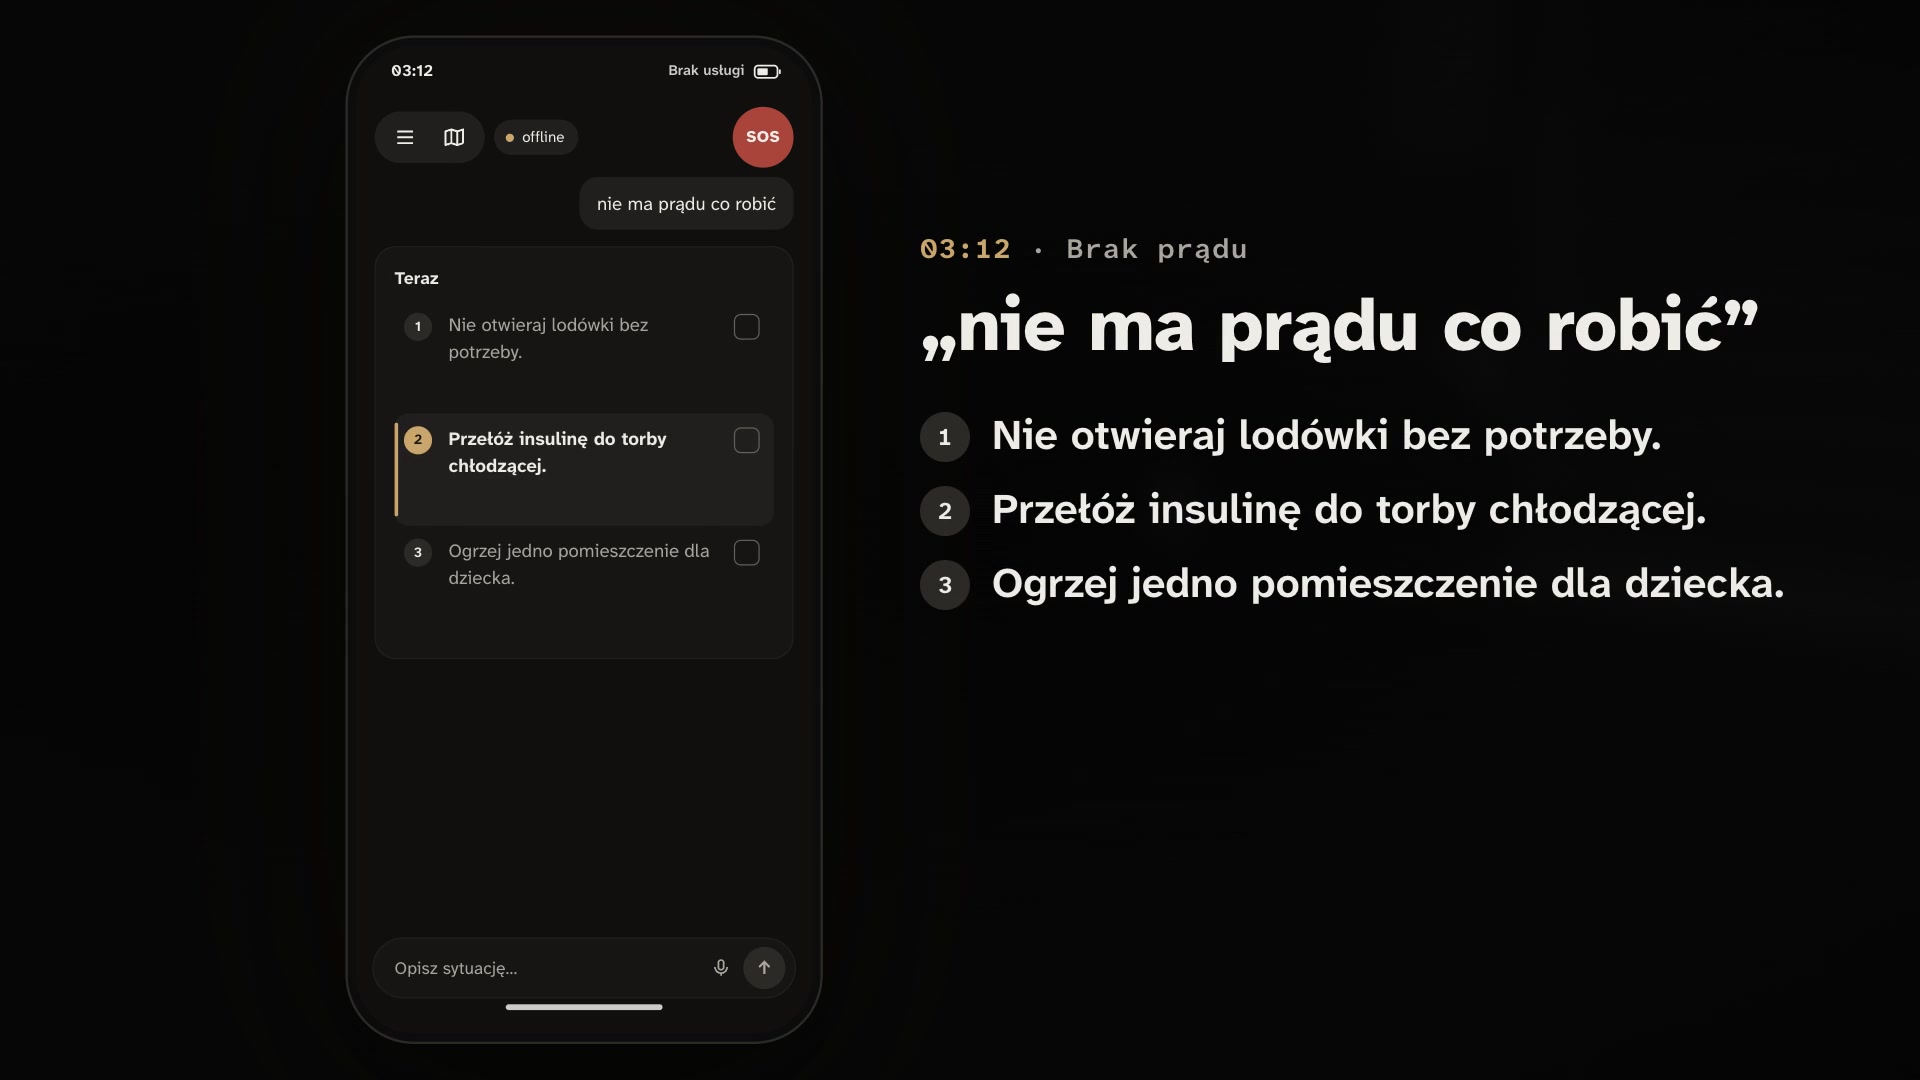 03:12
Brak usługi
offline
SOS
nie ma prądu co robić
Teraz
1 Nie otwieraj lodówki bez
potrzeby.
2 Przełóż insulinę do torby
chłodzącej.
3 Ogrzej jedno pomieszczenie dla
dziecka.
Opisz sytuację...
03:12 · Brak prądu
„nie ma prądu co robić”
1 Nie otwieraj lodówki bez potrzeby.
2 Przełóż insulinę do torby chłodzącej.
3 Ogrzej jedno pomieszczenie dla dziecka.